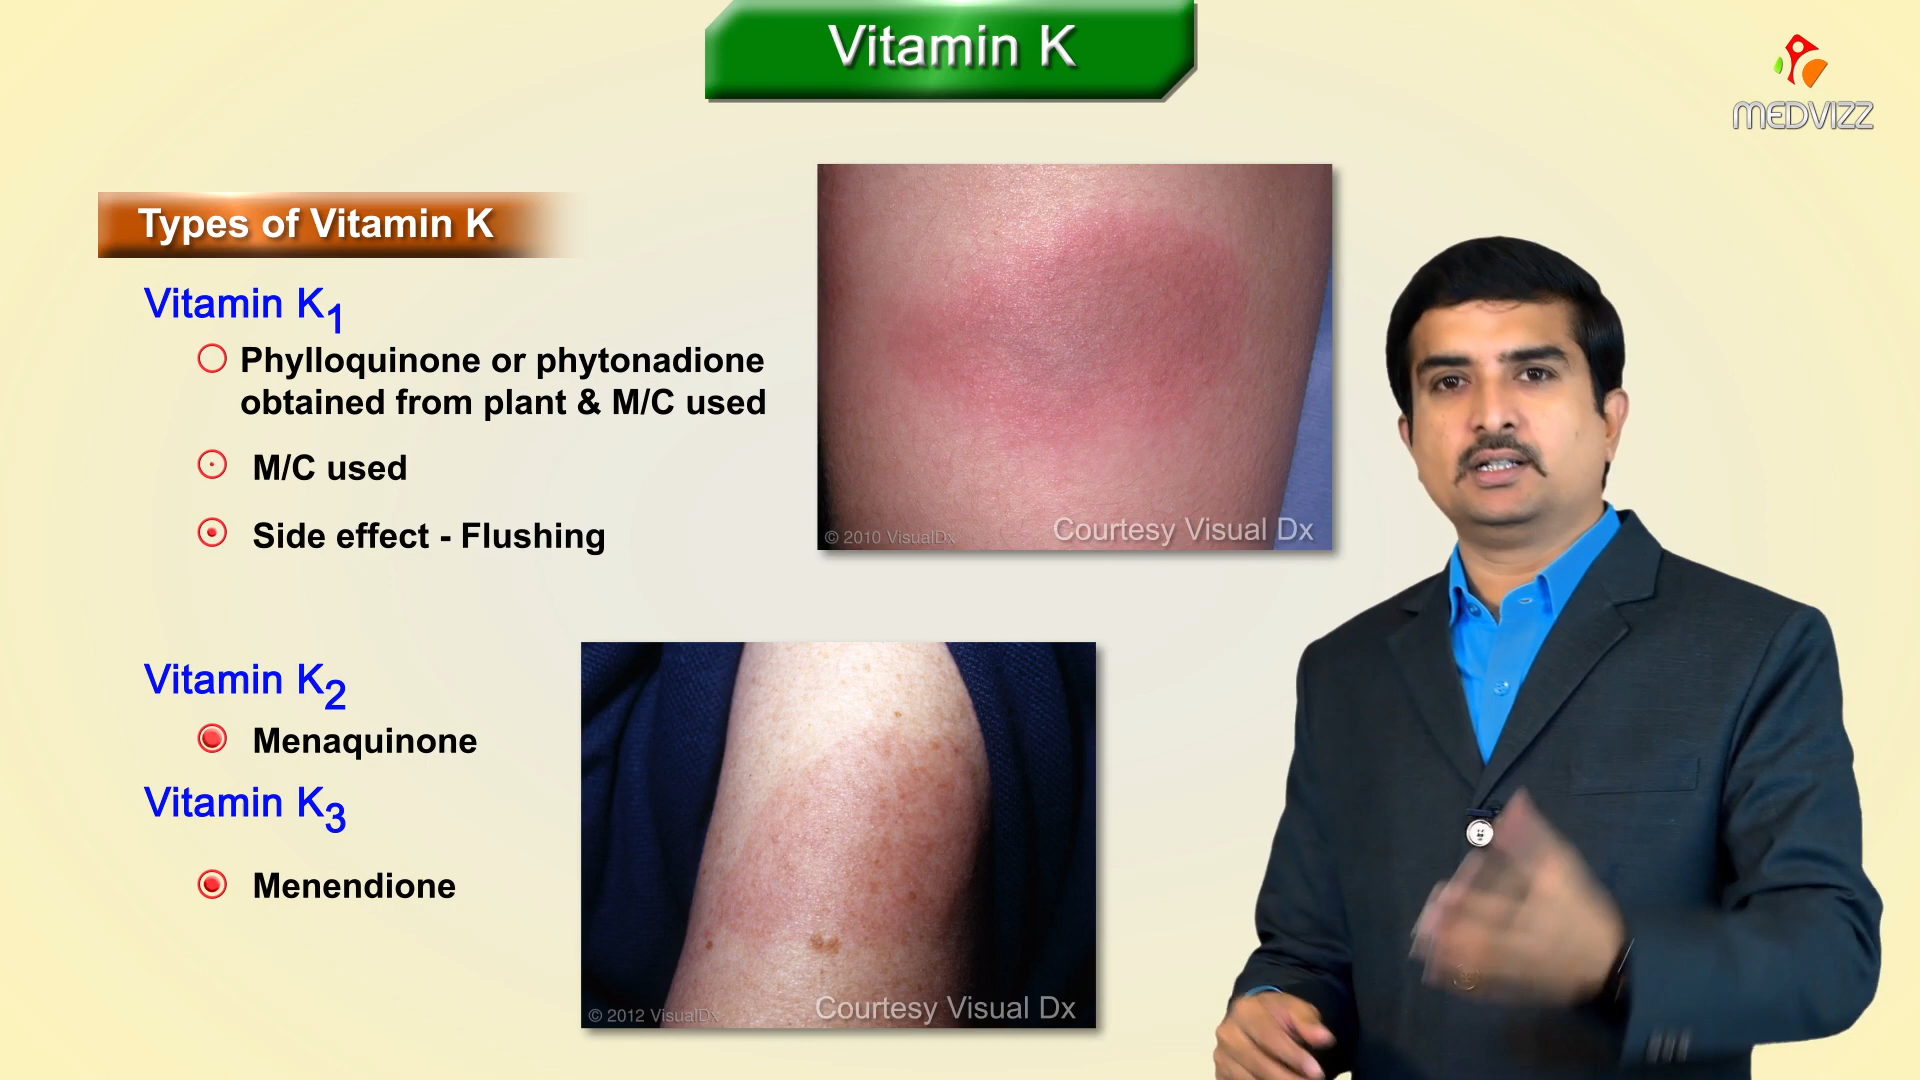 Vitamin K
MEDVIZZ
Types of Vitamin K
Vitamin K1
Phylloquinone or phytonadione
obtained from plant & M/C used
M/C used
Side effect - Flushing
© 2010 VisualDx
Courtesy Visual Dx
Vitamin K2
Menaquinone
Vitamin K3
Menendione
© 2012 VisualDx
Courtesy Visual Dx